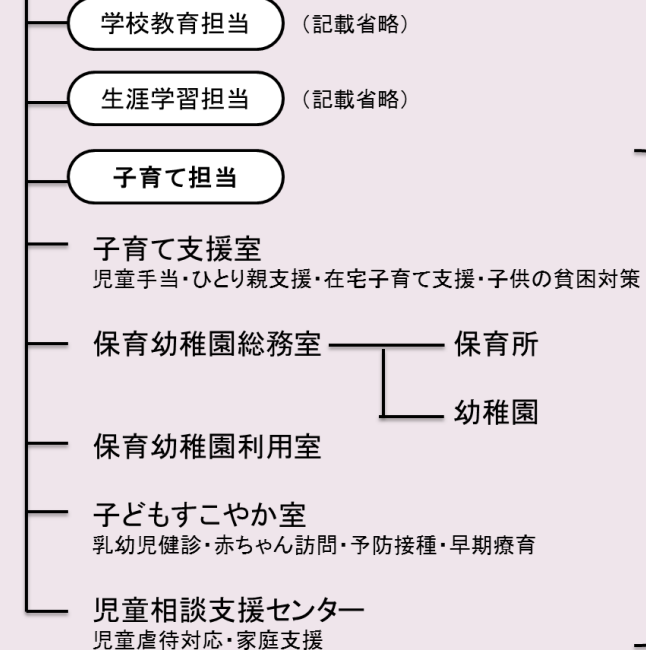 学校教育担当 （記載省略）
生涯学習担当 （記載省略）
子育て担当
子育て支援室
児童手当・ひとり親支援・在宅子育て支援・子供の貧困対策
保育幼稚園総務室 保育所
幼稚園
保育幼稚園利用室
子どもすこやか室
乳幼児健診・赤ちゃん訪問・予防接種・早期療育
児童相談支援センター
児童虐待対応・家庭支援